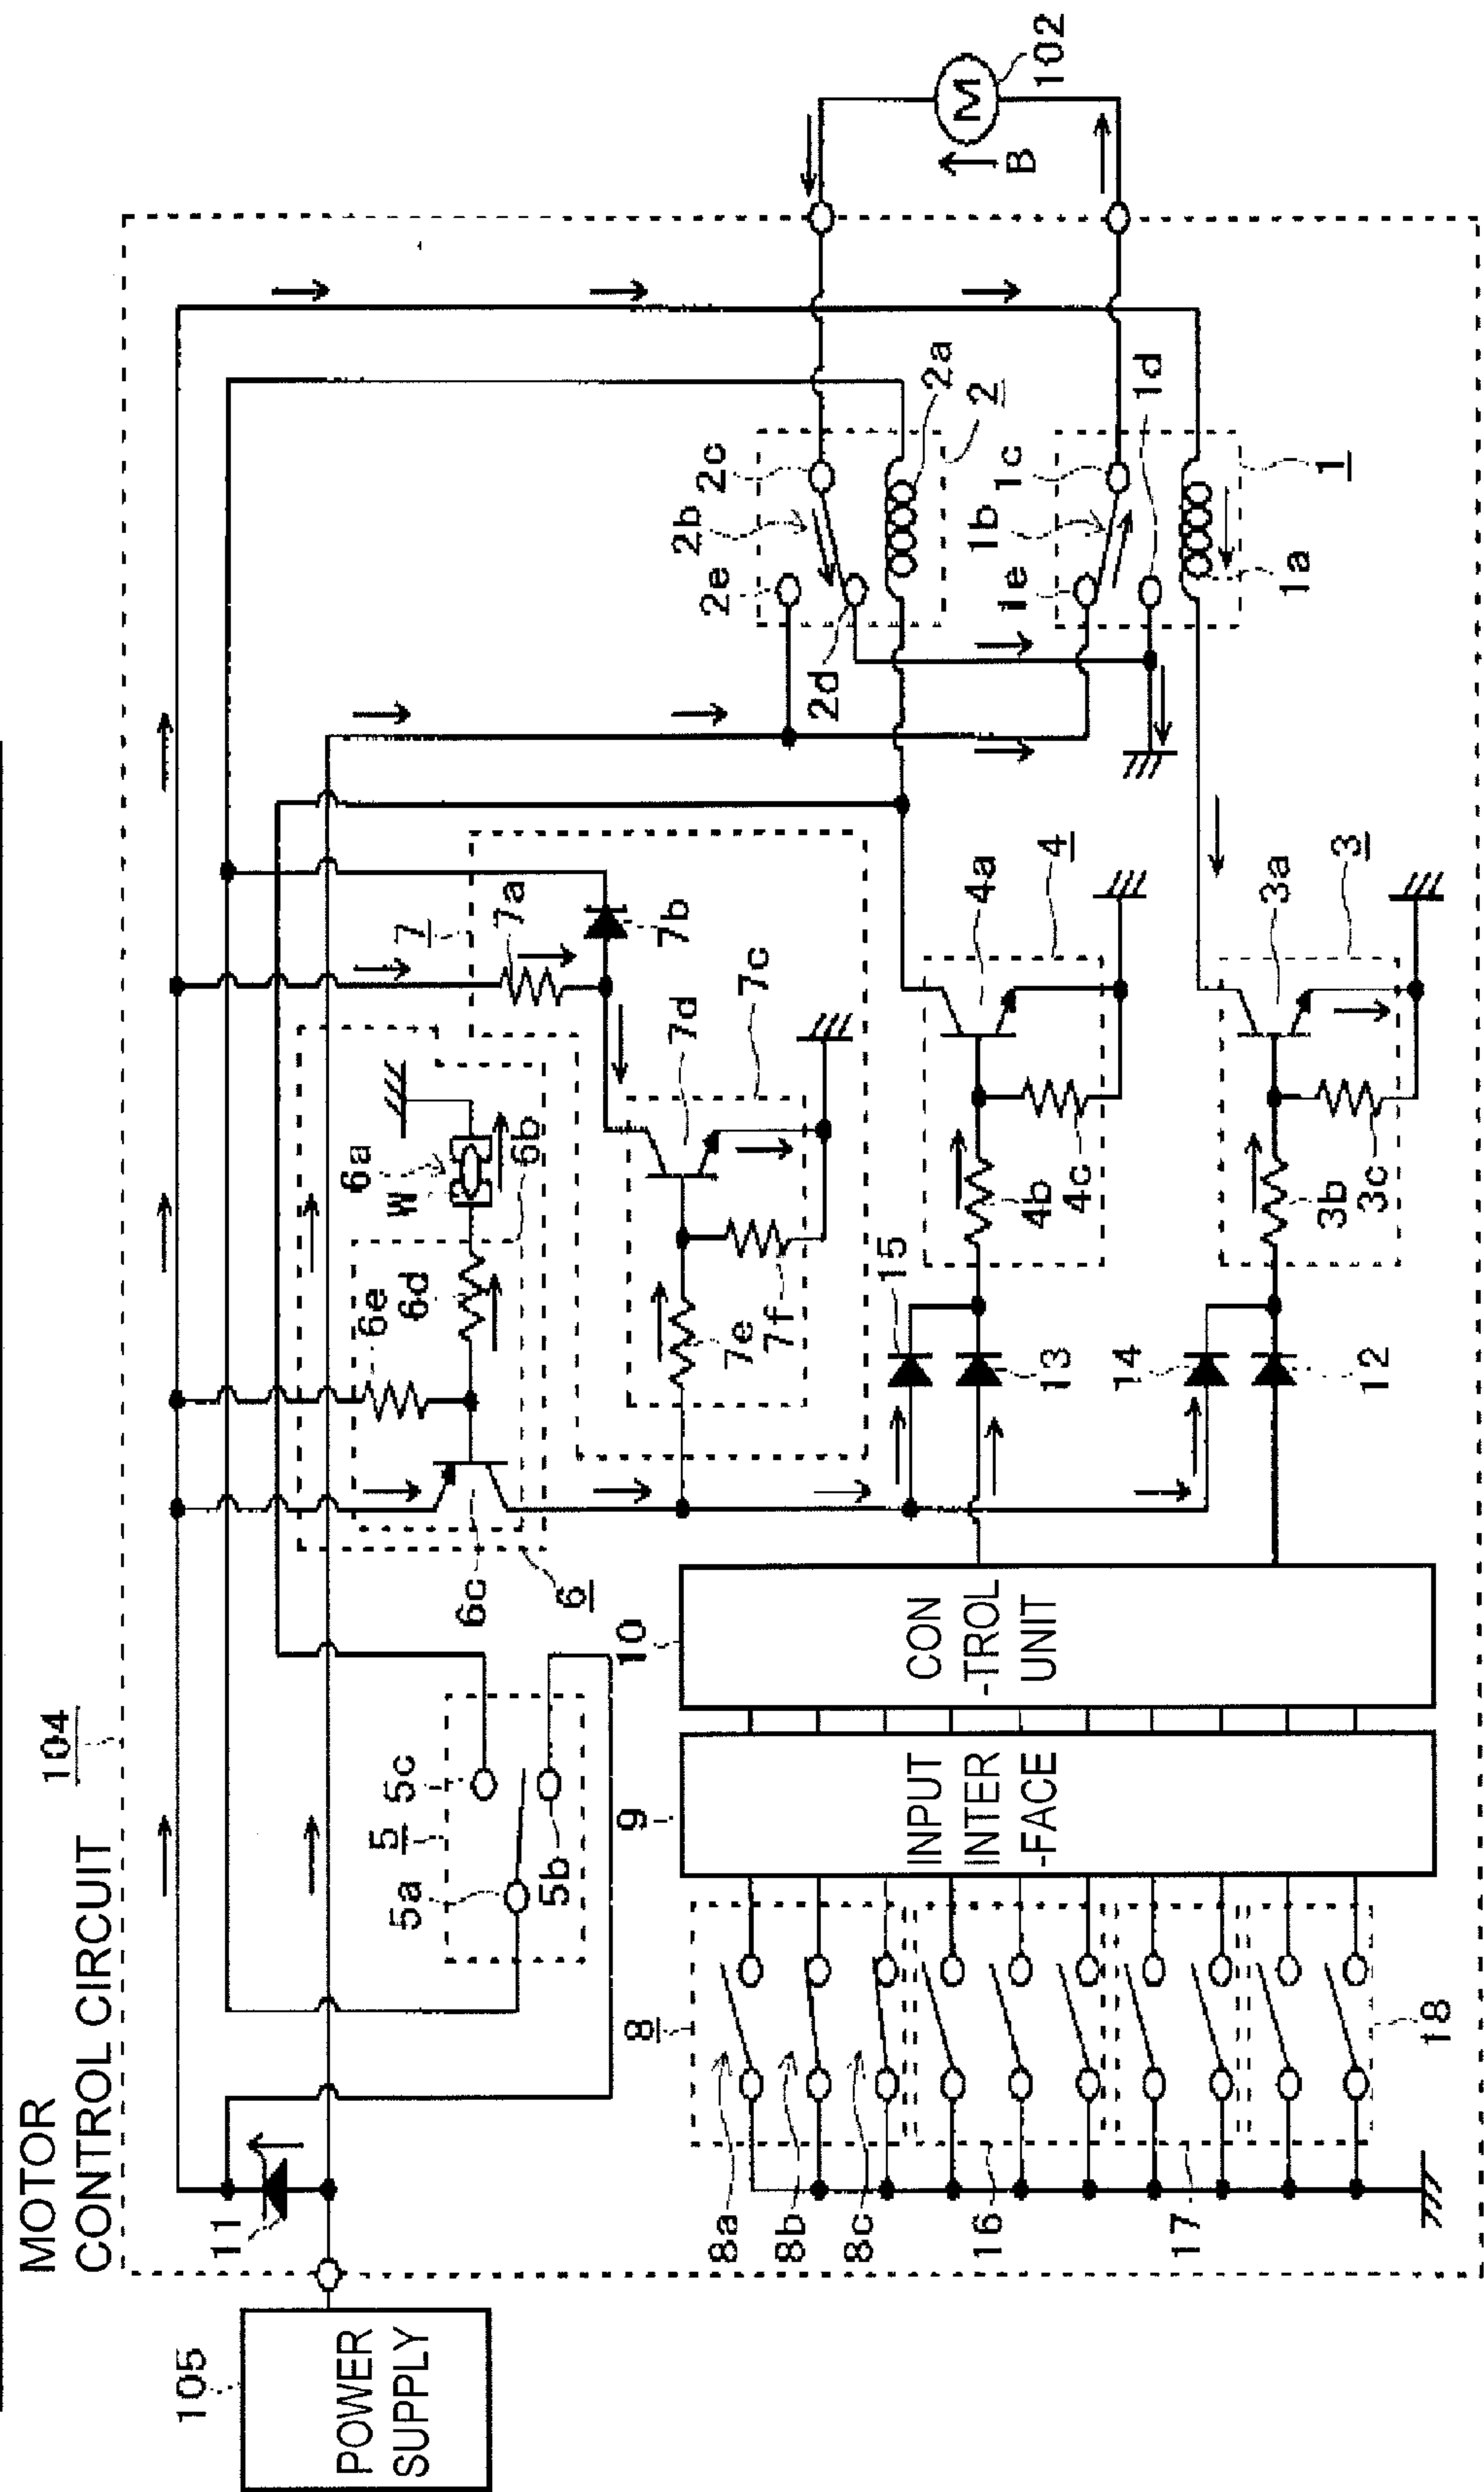 MOTOR
CONTROL CIRCUIT
104
105
POWER
SUPPLY
11
5a
5
5c
5b
6
6c
6e
6d
6a
W
6b
7
7a
7b
7c
7d
7e
7f
2
2a
2b
2c
2d
2e
1
1a
1b
1c
1d
1e
M
102
B
8
8a
8b
8c
16
17
18
9
INPUT
INTER
-FACE
10
CON
-TROL
UNIT
15
13
14
12
4
4a
4b
4c
3
3a
3b
3c